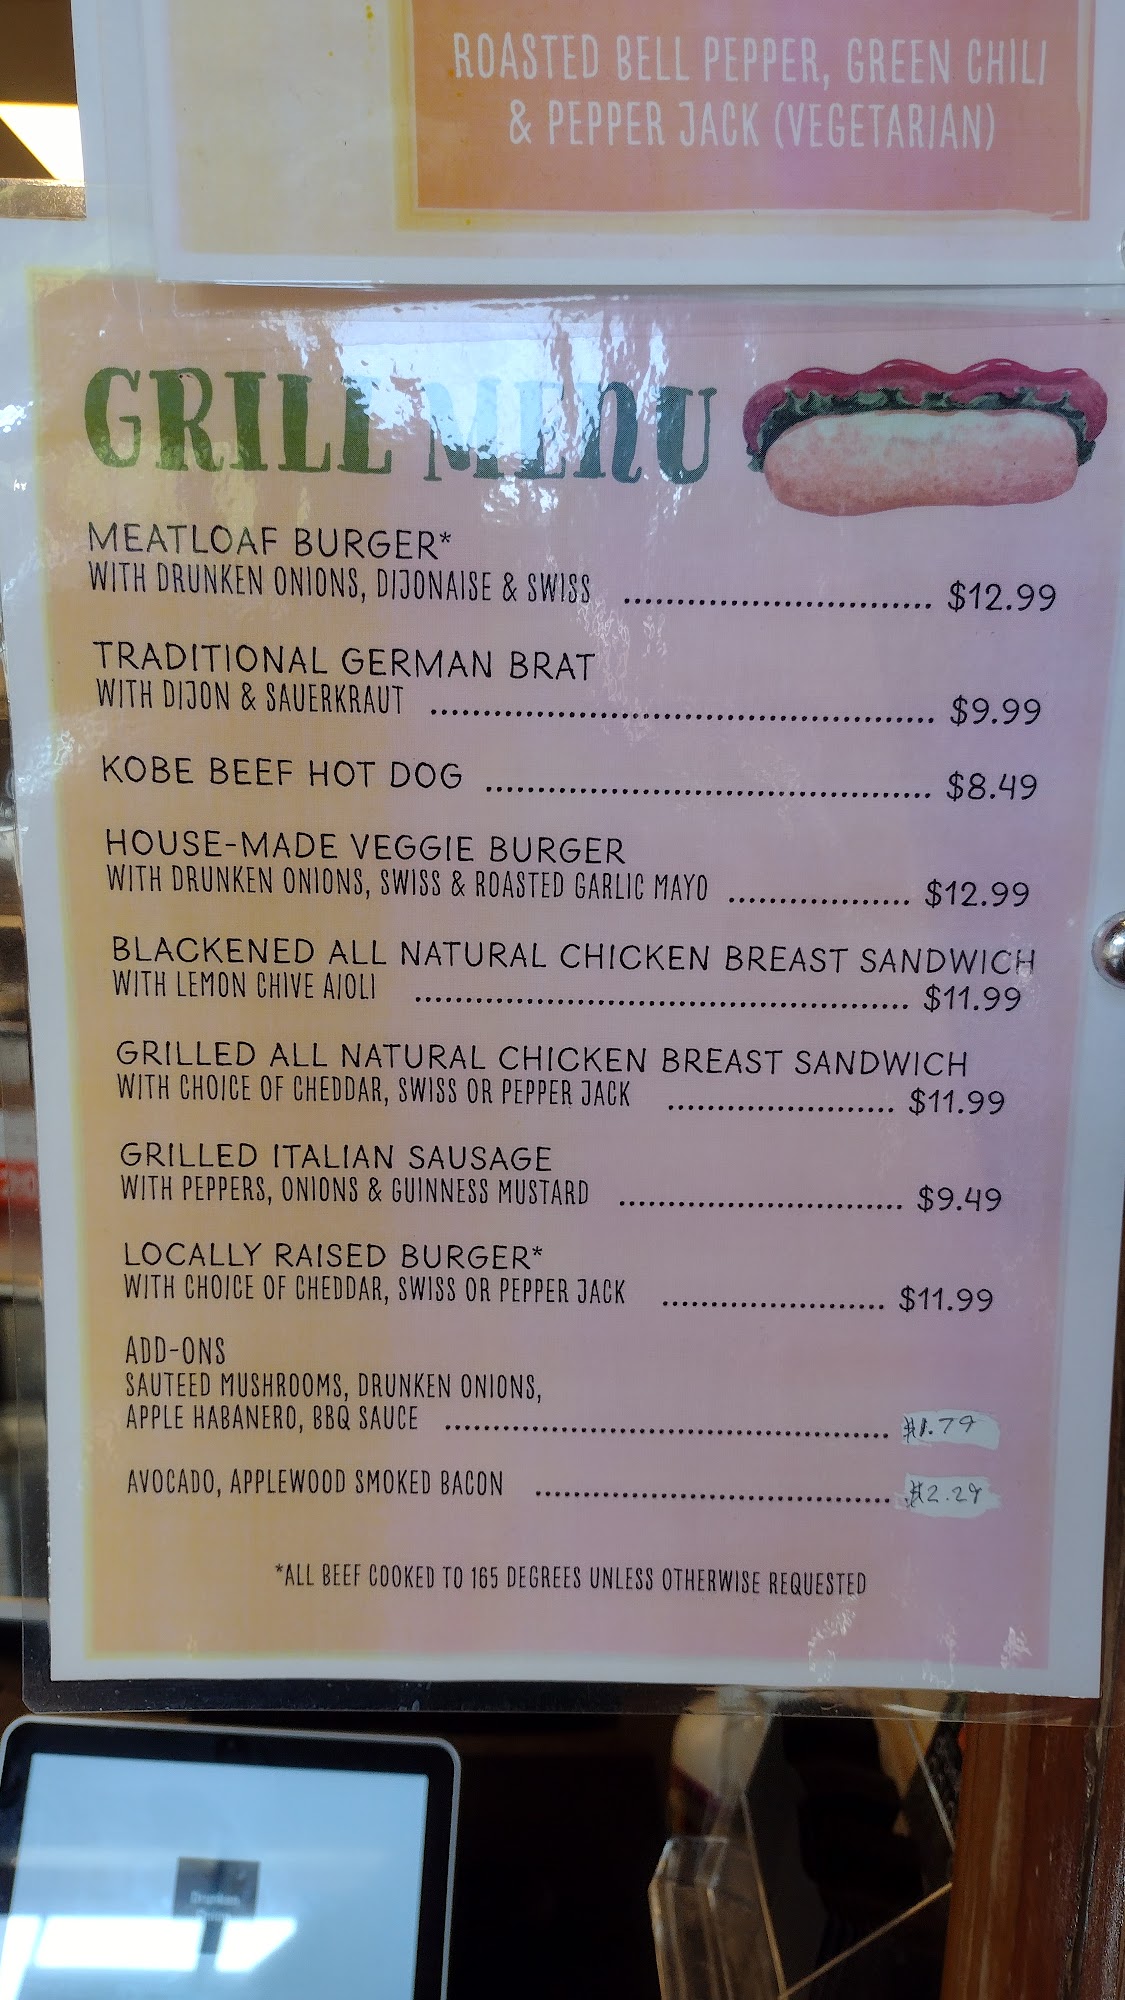 ROASTED BELL PEPPER, GREEN CHILI
& PEPPER JACK (VEGETARIAN)
GRILL MENU
MEATLOAF BURGER*
WITH DRUNKEN ONIONS, DIJONAISE & SWISS ............................. $12.99
TRADITIONAL GERMAN BRAT
WITH DIJON & SAUERKRAUT ................................................ $9.99
KOBE BEEF HOT DOG .......................................... $8.49
HOUSE-MADE VEGGIE BURGER
WITH DRUNKEN ONIONS, SWISS & ROASTED GARLIC MAYO ................. $12.99
BLACKENED ALL NATURAL CHICKEN BREAST SANDWICH
WITH LEMON CHIVE AIOLI ............................................... $11.99
GRILLED ALL NATURAL CHICKEN BREAST SANDWICH
WITH CHOICE OF CHEDDAR, SWISS OR PEPPER JACK ...................... $11.99
GRILLED ITALIAN SAUSAGE
WITH PEPPERS, ONIONS & GUINNESS MUSTARD ........................... $9.49
LOCALLY RAISED BURGER*
WITH CHOICE OF CHEDDAR, SWISS OR PEPPER JACK ...................... $11.99
ADD-ONS
SAUTEED MUSHROOMS, DRUNKEN ONIONS,
APPLE HABANERO, BBQ SAUCE ........................................... $1.79
AVOCADO, APPLEWOOD SMOKED BACON .................................. $2.29
*ALL BEEF COOKED TO 165 DEGREES UNLESS OTHERWISE REQUESTED